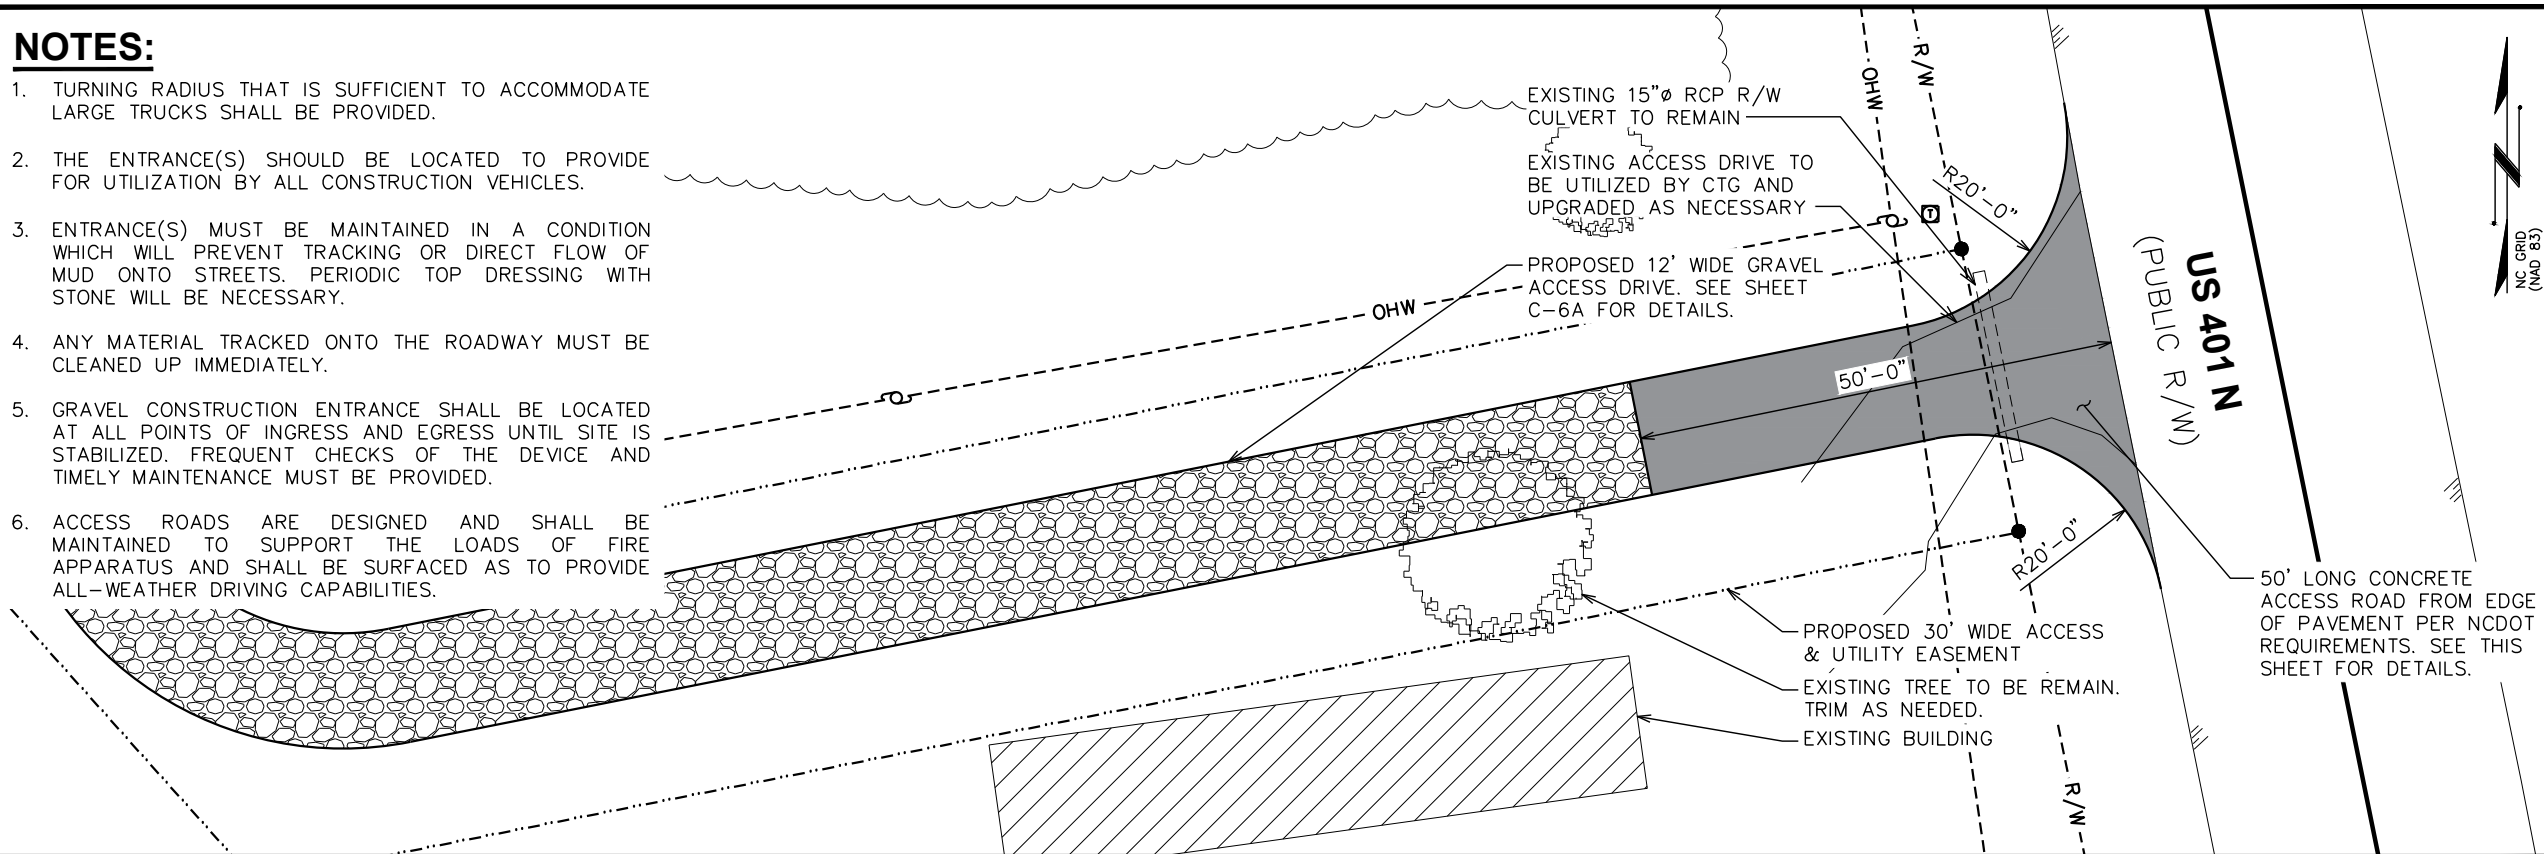 NOTES:
1. TURNING RADIUS THAT IS SUFFICIENT TO ACCOMMODATE
LARGE TRUCKS SHALL BE PROVIDED.
2. THE ENTRANCE(S) SHOULD BE LOCATED TO PROVIDE
FOR UTILIZATION BY ALL CONSTRUCTION VEHICLES.
3. ENTRANCE(S) MUST BE MAINTAINED IN A CONDITION
WHICH WILL PREVENT TRACKING OR DIRECT FLOW OF
MUD ONTO STREETS. PERIODIC TOP DRESSING WITH
STONE WILL BE NECESSARY.
4. ANY MATERIAL TRACKED ONTO THE ROADWAY MUST BE
CLEANED UP IMMEDIATELY.
5. GRAVEL CONSTRUCTION ENTRANCE SHALL BE LOCATED
AT ALL POINTS OF INGRESS AND EGRESS UNTIL SITE IS
STABILIZED. FREQUENT CHECKS OF THE DEVICE AND
TIMELY MAINTENANCE MUST BE PROVIDED.
6. ACCESS ROADS ARE DESIGNED AND SHALL BE
MAINTAINED TO SUPPORT THE LOADS OF FIRE
APPARATUS AND SHALL BE SURFACED AS TO PROVIDE
ALL-WEATHER DRIVING CAPABILITIES.
EXISTING 15"ø RCP R/W
CULVERT TO REMAIN
EXISTING ACCESS DRIVE TO
BE UTILIZED BY CTG AND
UPGRADED AS NECESSARY
PROPOSED 12' WIDE GRAVEL
ACCESS DRIVE. SEE SHEET
C-6A FOR DETAILS.
OHW
OHW
R/W
T
R20'-0"
50'-0"
R20'-0"
US 401 N
(PUBLIC R/W)
NC GRID
(NAD 83)
50' LONG CONCRETE
ACCESS ROAD FROM EDGE
OF PAVEMENT PER NCDOT
REQUIREMENTS. SEE THIS
SHEET FOR DETAILS.
PROPOSED 30' WIDE ACCESS
& UTILITY EASEMENT
EXISTING TREE TO BE REMAIN.
TRIM AS NEEDED.
EXISTING BUILDING
R/W